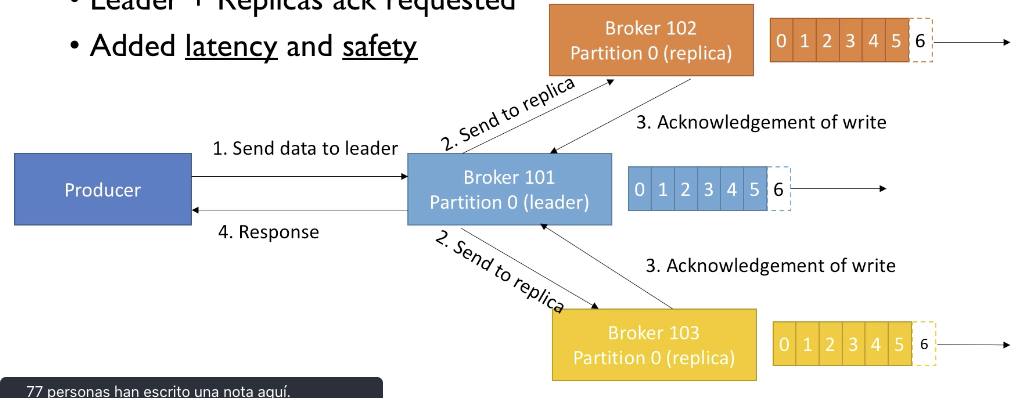 • Leader + Replicas ack requested
• Added latency and safety
Broker 102
Partition 0 (replica)
0 1 2 3 4 5 6
2. Send to replica
3. Acknowledgement of write
1. Send data to leader
Producer
Broker 101
Partition 0 (leader)
0 1 2 3 4 5 6
4. Response
2. Send to replica
3. Acknowledgement of write
Broker 103
Partition 0 (replica)
0 1 2 3 4 5 6
77 personas han escrito una nota aquí.